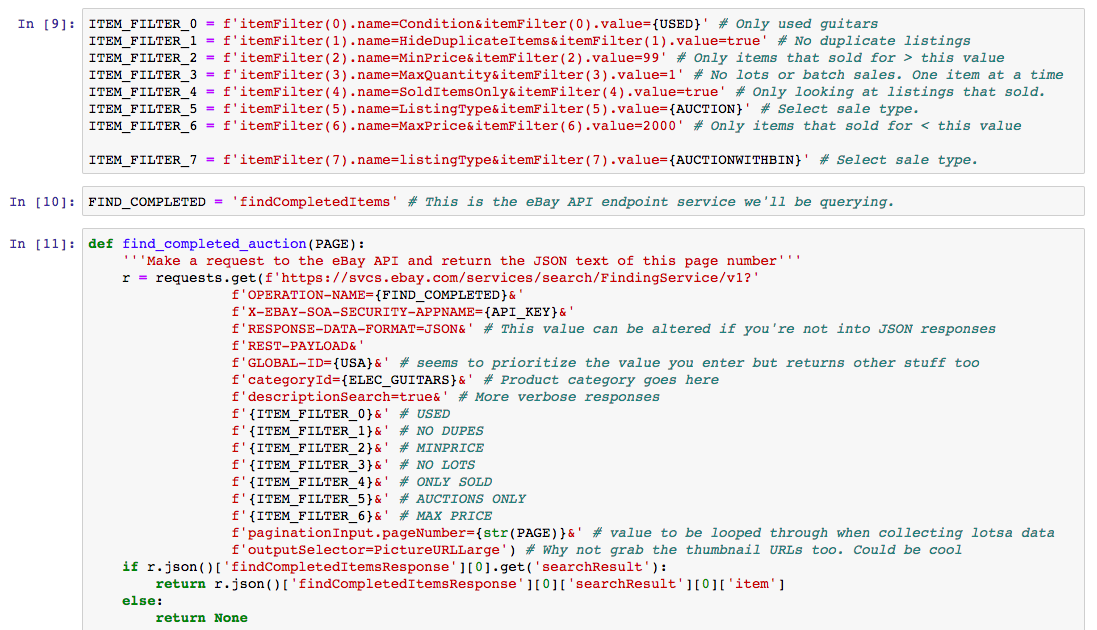 In [9]: ITEM_FILTER_0 = f'itemFilter(0).name=Condition&itemFilter(0).value={USED}' # Only used guitars
ITEM_FILTER_1 = f'itemFilter(1).name=HideDuplicateItems&itemFilter(1).value=true' # No duplicate listings
ITEM_FILTER_2 = f'itemFilter(2).name=MinPrice&itemFilter(2).value=99' # Only items that sold for > this value
ITEM_FILTER_3 = f'itemFilter(3).name=MaxQuantity&itemFilter(3).value=1' # No lots or batch sales. One item at a time
ITEM_FILTER_4 = f'itemFilter(4).name=SoldItemsOnly&itemFilter(4).value=true' # Only looking at listings that sold.
ITEM_FILTER_5 = f'itemFilter(5).name=ListingType&itemFilter(5).value={AUCTION}' # Select sale type.
ITEM_FILTER_6 = f'itemFilter(6).name=MaxPrice&itemFilter(6).value=2000' # Only items that sold for < this value
ITEM_FILTER_7 = f'itemFilter(7).name=listingType&itemFilter(7).value={AUCTIONWITHBIN}' # Select sale type.
In [10]: FIND_COMPLETED = 'findCompletedItems' # This is the eBay API endpoint service we'll be querying.
In [11]: def find_completed_auction(PAGE):
'''Make a request to the eBay API and return the JSON text of this page number'''
r = requests.get(f'https://svcs.ebay.com/services/search/FindingService/v1?'
f'OPERATION-NAME={FIND_COMPLETED}&'
f'X-EBAY-SOA-SECURITY-APPNAME={API_KEY}&'
f'RESPONSE-DATA-FORMAT=JSON&' # This value can be altered if you're not into JSON responses
f'REST-PAYLOAD&'
f'GLOBAL-ID={USA}&' # seems to prioritize the value you enter but returns other stuff too
f'categoryId={ELEC_GUITARS}&' # Product category goes here
f'descriptionSearch=true&' # More verbose responses
f'{ITEM_FILTER_0}&' # USED
f'{ITEM_FILTER_1}&' # NO DUPES
f'{ITEM_FILTER_2}&' # MINPRICE
f'{ITEM_FILTER_3}&' # NO LOTS
f'{ITEM_FILTER_4}&' # ONLY SOLD
f'{ITEM_FILTER_5}&' # AUCTIONS ONLY
f'{ITEM_FILTER_6}&' # MAX PRICE
f'paginationInput.pageNumber={str(PAGE)}&' # value to be looped through when collecting lotsa data
f'outputSelector=PictureURLLarge') # Why not grab the thumbnail URLs too. Could be cool
if r.json()['findCompletedItemsResponse'][0].get('searchResult'):
return r.json()['findCompletedItemsResponse'][0]['searchResult'][0]['item']
else:
return None